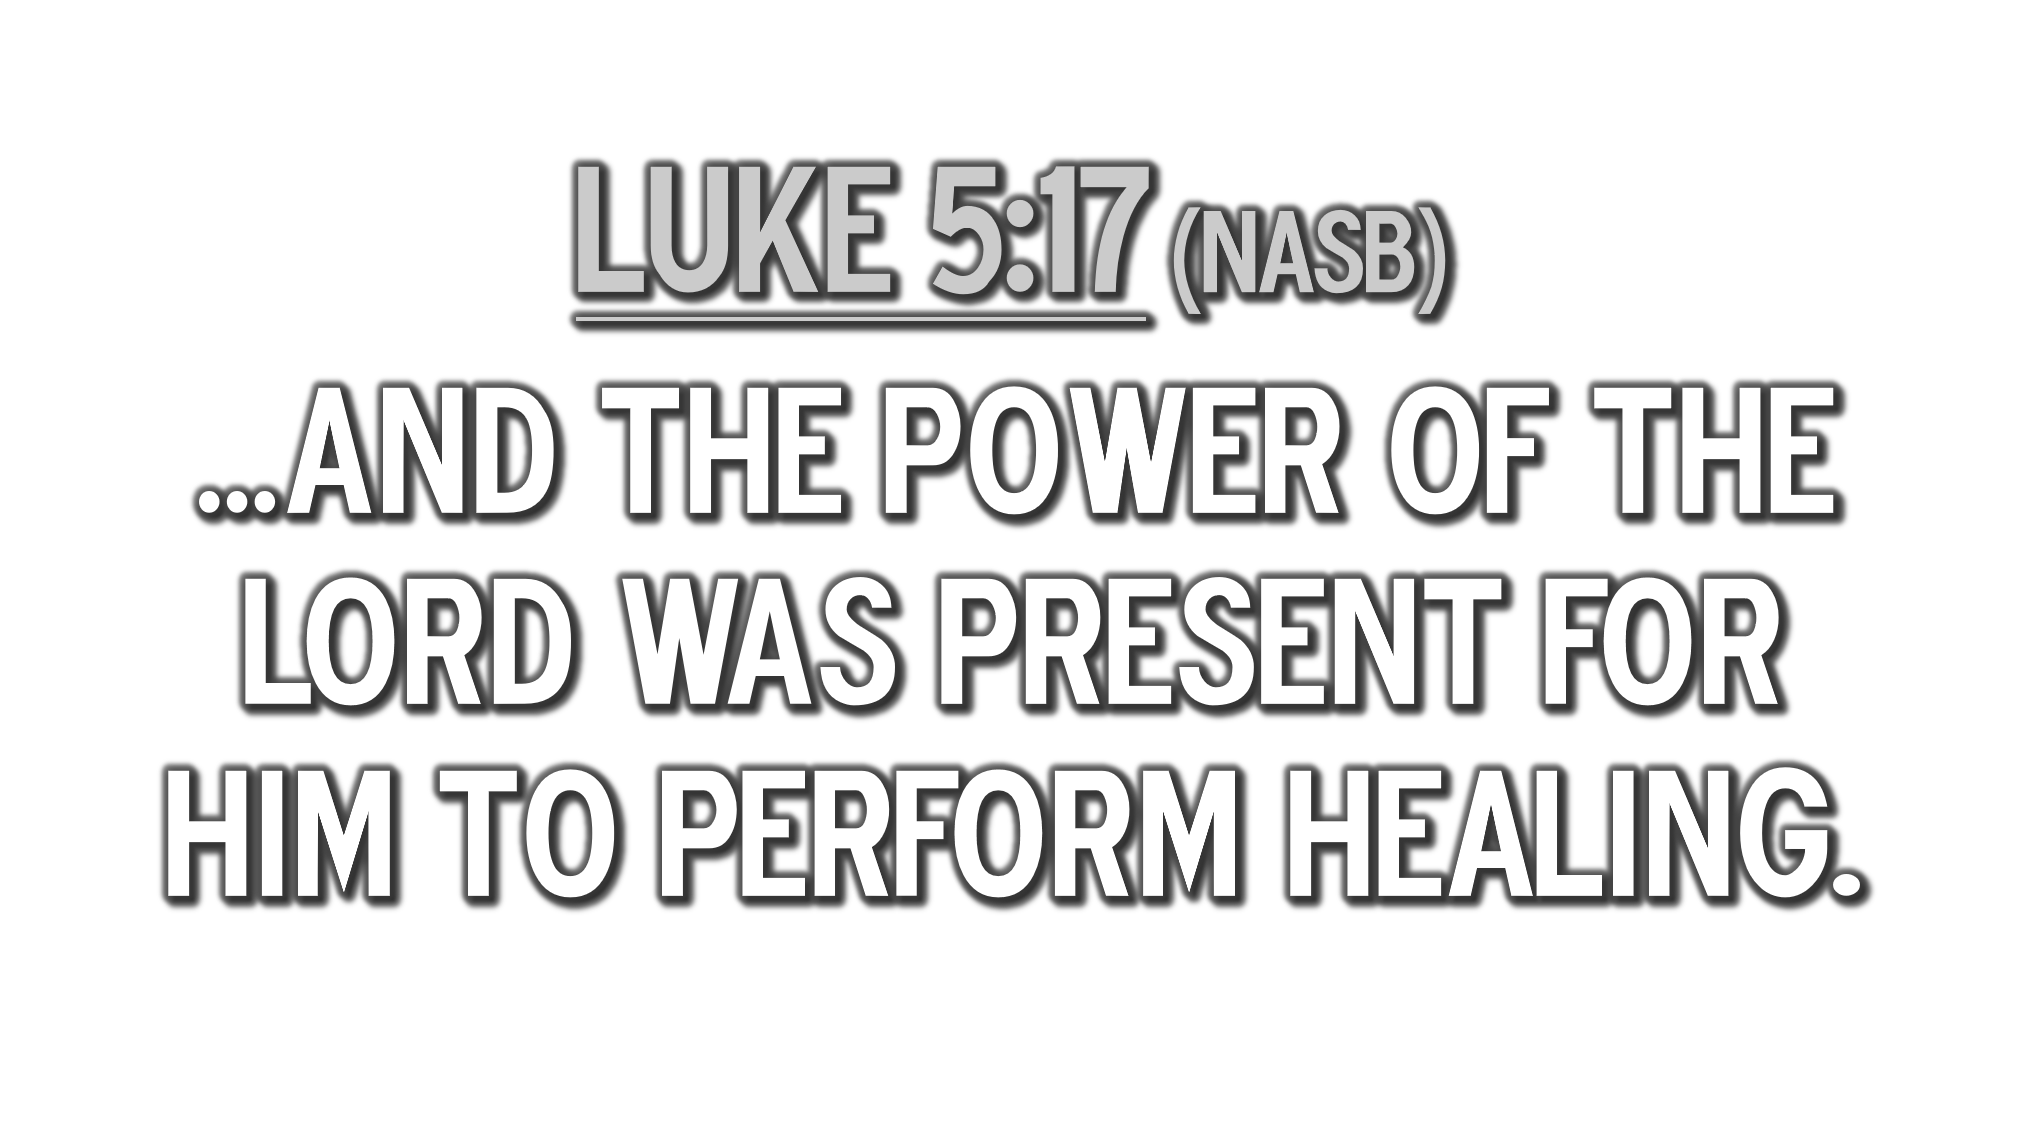 LUKE 5:17 (NASB)
...AND THE POWER OF THE
LORD WAS PRESENT FOR
HIM TO PERFORM HEALING.